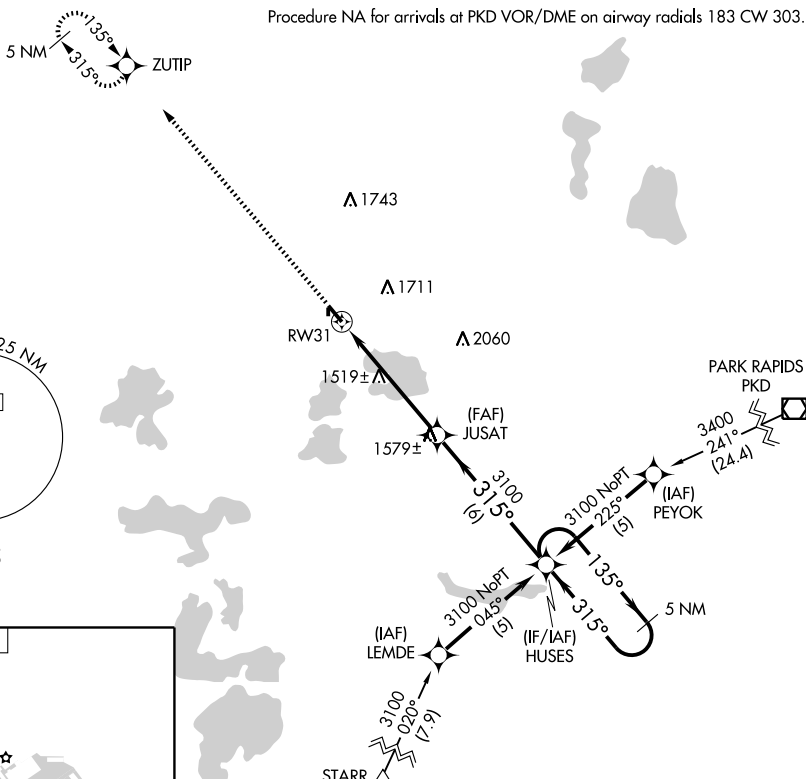 Procedure NA for arrivals at PKD VOR/DME on airway radials 183 CW 303.
5 NM
135°
315°
ZUTIP
1743
1711
RW31
2060
25 NM
1519±
PARK RAPIDS
PKD
(FAF)
JUSAT
1579±
3400
241°
(24.4)
3100
315°
(6)
(IAF)
PEYOK
3100 NoPT
225°
(5)
135°
315°
5 NM
3100 NoPT
045°
(5)
(IAF)
LEMDE
(IF/IAF)
HUSES
3100
020°
(7.9)
STARR